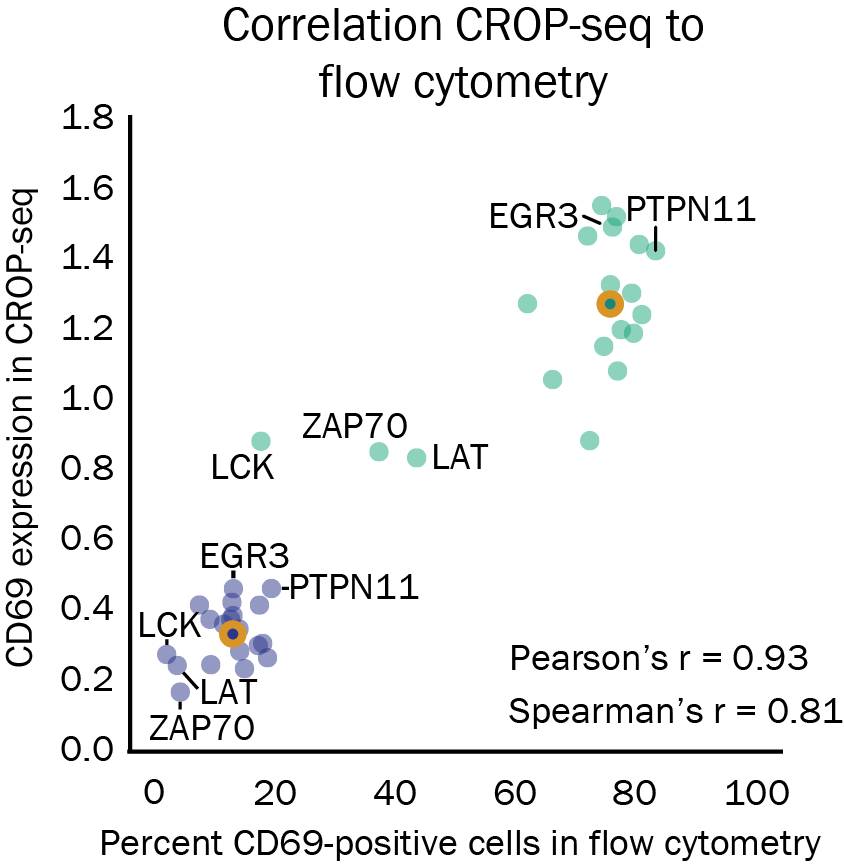 Correlation CROP-seq to
flow cytometry
CD69 expression in CROP-seq
1.8
1.6
1.4
1.2
1.0
0.8
0.6
0.4
0.2
0.0
EGR3
PTPN11
ZAP70
LAT
LCK
EGR3
PTPN11
LCK
LAT
ZAP70
Pearson's r = 0.93
Spearman's r = 0.81
0 20 40 60 80 100
Percent CD69-positive cells in flow cytometry